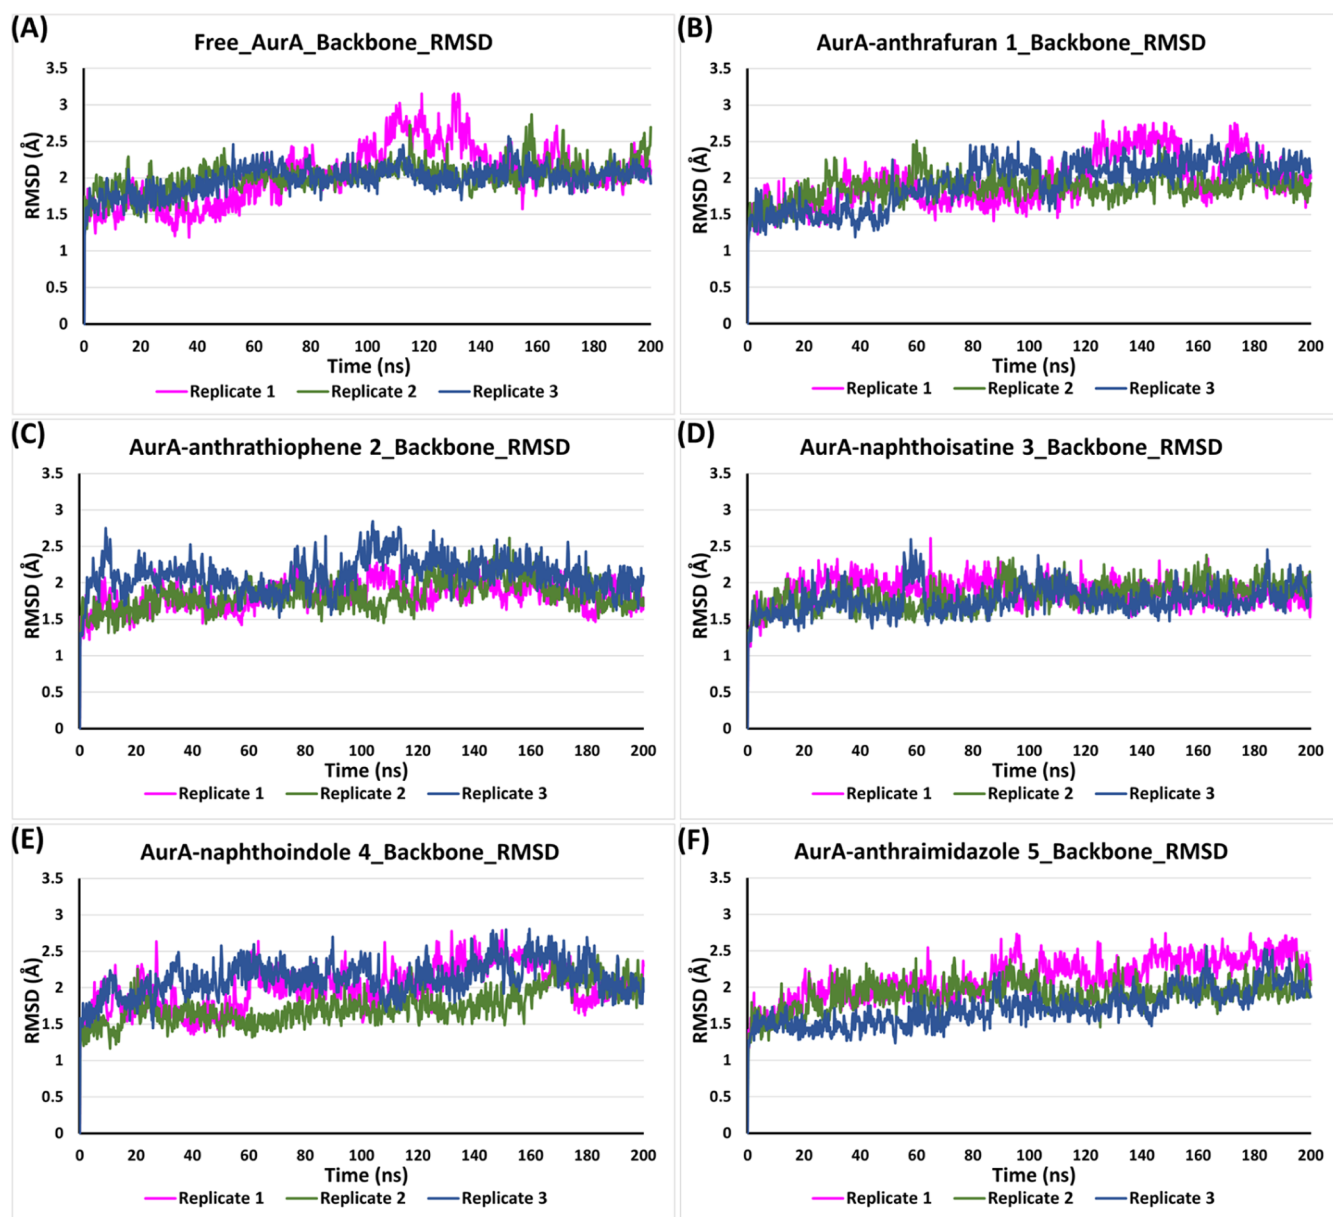 (A)
Free_AurA_Backbone_RMSD
RMSD (Å)
3.5
3
2.5
2
1.5
1
0.5
0
0 20 40 60 80 100 120 140 160 180 200
Time (ns)
Replicate 1 Replicate 2 Replicate 3
(B)
AurA-anthrafuran 1_Backbone_RMSD
RMSD (Å)
3.5
3
2.5
2
1.5
1
0.5
0
0 20 40 60 80 100 120 140 160 180 200
Time (ns)
Replicate 1 Replicate 2 Replicate 3
(C)
AurA-anthrathiophene 2_Backbone_RMSD
RMSD (Å)
3.5
3
2.5
2
1.5
1
0.5
0
0 20 40 60 80 100 120 140 160 180 200
Time (ns)
Replicate 1 Replicate 2 Replicate 3
(D)
AurA-naphthoisatine 3_Backbone_RMSD
RMSD (Å)
3.5
3
2.5
2
1.5
1
0.5
0
0 20 40 60 80 100 120 140 160 180 200
Time (ns)
Replicate 1 Replicate 2 Replicate 3
(E)
AurA-naphthoindole 4_Backbone_RMSD
RMSD (Å)
3.5
3
2.5
2
1.5
1
0.5
0
0 20 40 60 80 100 120 140 160 180 200
Time (ns)
Replicate 1 Replicate 2 Replicate 3
(F)
AurA-anthraimidazole 5_Backbone_RMSD
RMSD (Å)
3.5
3
2.5
2
1.5
1
0.5
0
0 20 40 60 80 100 120 140 160 180 200
Time (ns)
Replicate 1 Replicate 2 Replicate 3